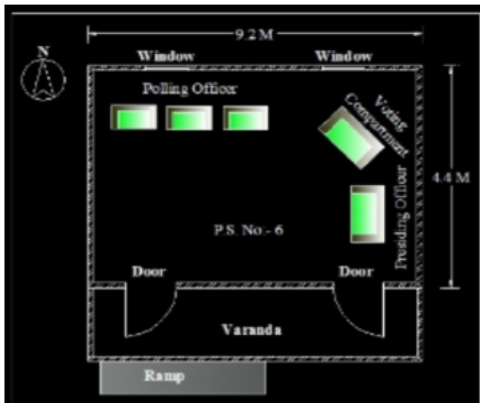 9.2 M
N
Window
Window
Polling Officer
Voting
Compartment
4.4 M
Presiding Officer
P.S. No - 6
Door
Door
Varanda
Ramp